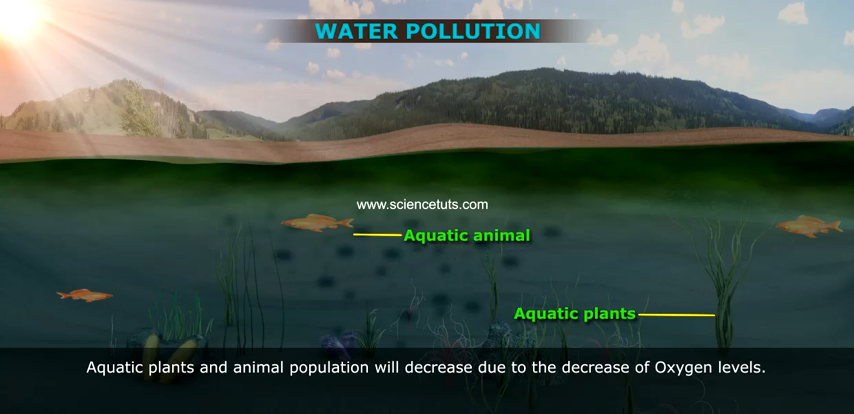 WATER POLLUTION
www.sciencetuts.com
Aquatic animal
Aquatic plants
Aquatic plants and animal population will decrease due to the decrease of Oxygen levels.